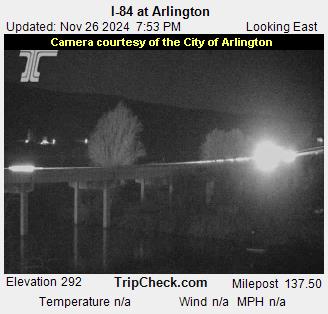 I-84 at Arlington
Updated: Nov 26 2024 7:53 PM Looking East
Camera courtesy of the City of Arlington
Elevation 292 TripCheck.com Milepost 137.50
Temperature n/a Wind n/a MPH n/a